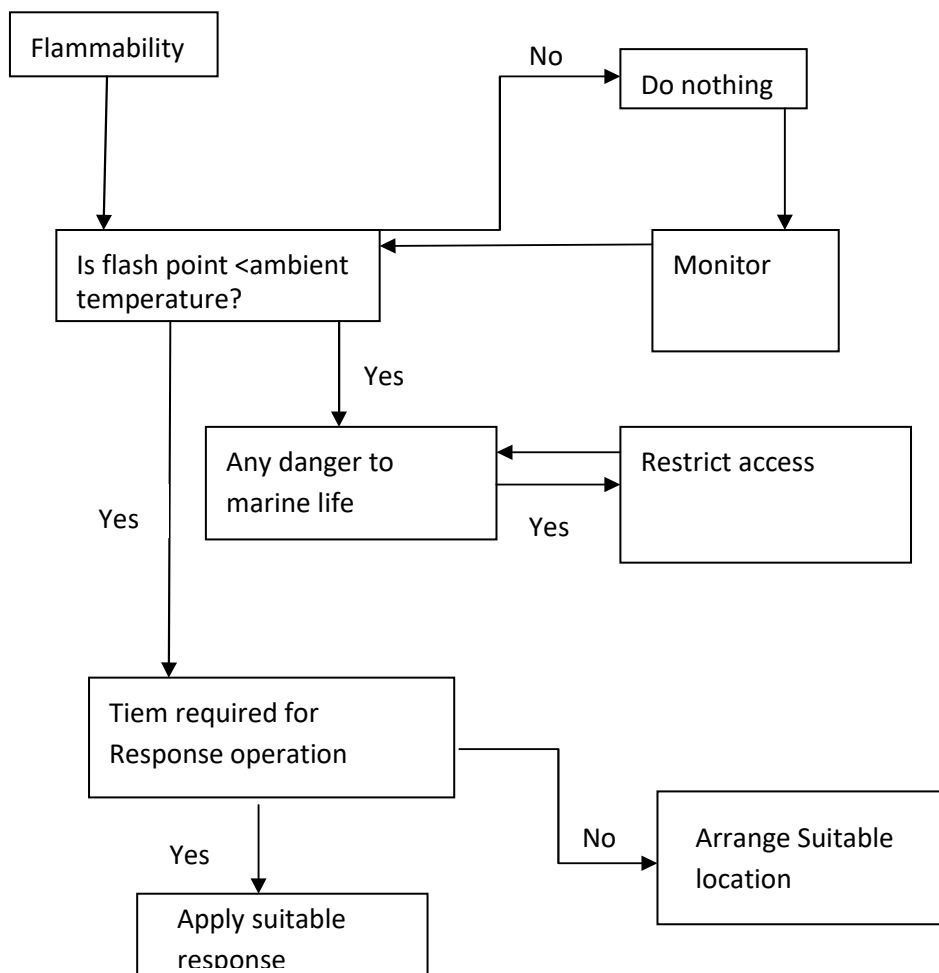 Flammability
No
Do nothing
Is flash point <ambient
temperature?
Monitor
Yes
Any danger to
marine life
Restrict access
Yes
Yes
Tiem required for
Response operation
Yes
No
Arrange Suitable
location
Apply suitable
response